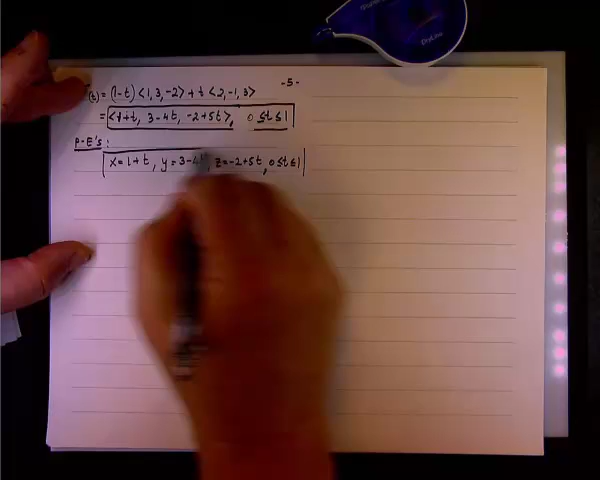 -5-
(t) = (1-t) <1, 3, -2> + t <2, -1, 3>
= <1+t, 3-4t, -2+5t>, 0≤t≤1
P-E's:
x=1+t, y=3-4t, z=-2+5t, 0≤t≤1
DryLine